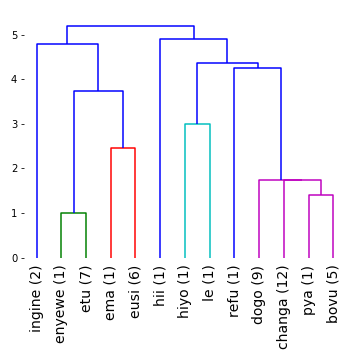 5
4
3
2
1
0
ingine (2)
enyewe (1)
etu (7)
ema (1)
eusi (6)
hii (1)
hiyo (1)
le (1)
refu (1)
dogo (9)
changa (12)
pya (1)
bovu (5)